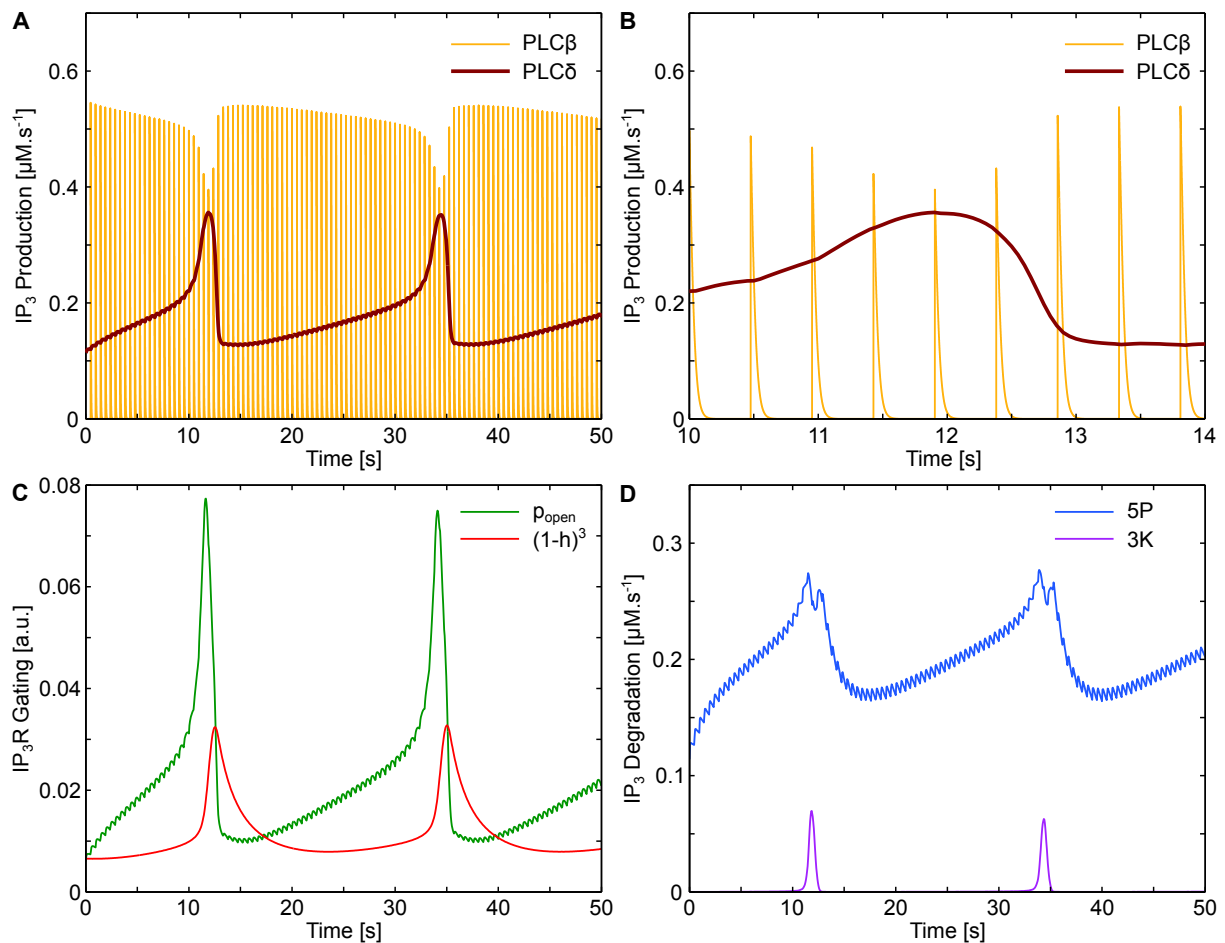 A
PLCβ
PLCδ
IP₃ Production [µM.s⁻¹]
0.6
0.4
0.2
0
0 10 20 30 40 50
Time [s]
B
PLCβ
PLCδ
IP₃ Production [µM.s⁻¹]
0.6
0.4
0.2
0
10 11 12 13 14
Time [s]
C
p_open
(1-h)³
IP₃R Gating [a.u.]
0.08
0.06
0.04
0.02
0
0 10 20 30 40 50
Time [s]
D
5P
3K
IP₃ Degradation [µM.s⁻¹]
0.3
0.2
0.1
0
0 10 20 30 40 50
Time [s]